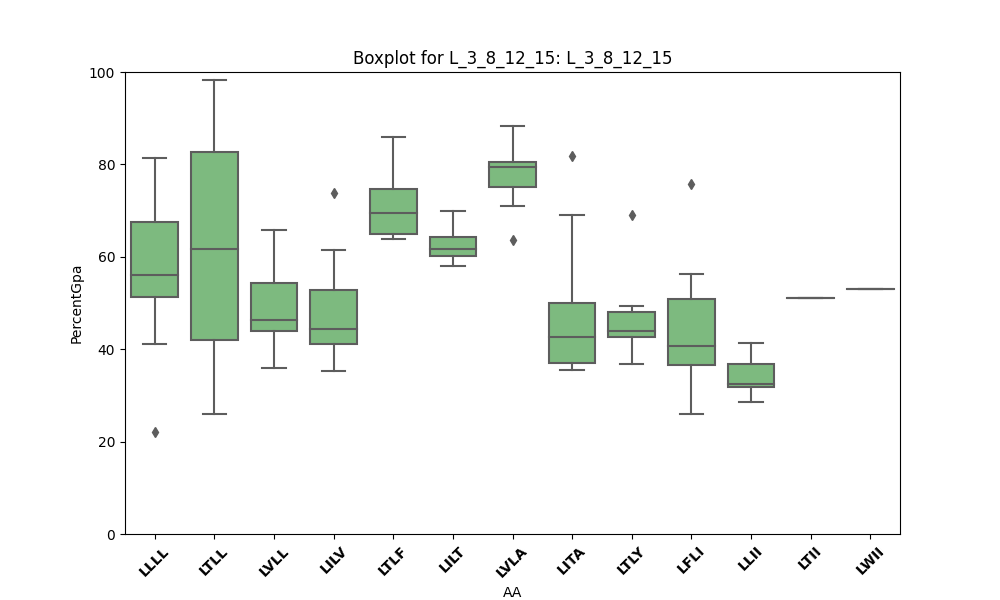 Boxplot for L_3_8_12_15: L_3_8_12_15
100
80
60
40
20
0
PercentGpa
LLLL LTLL LVLL LILV LTLF LILT LVLA LITA LTLY LFLI LLII LTII LWII
AA